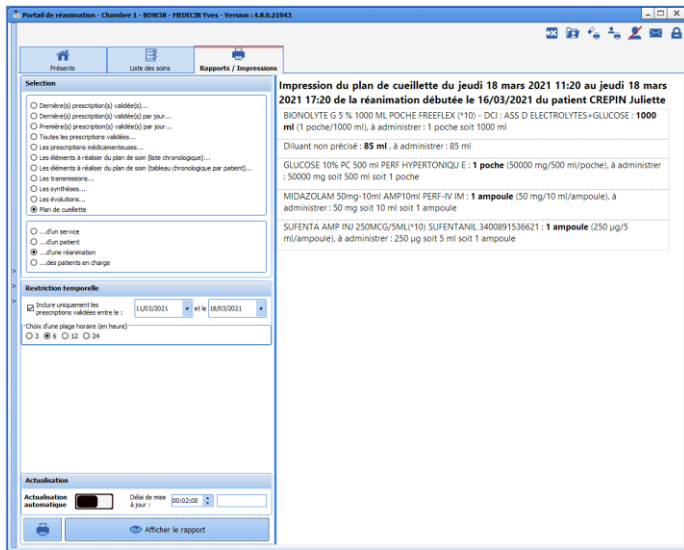 Portail de réanimation - Chambre 1 - BOW3B - MEDECIN Yves - Version : 4.8.0.21043
Présents
Liste des soins
Rapports / Impressions
Selection
Dernière(s) prescription(s) validée(s)...
Dernière(s) prescription(s) validée(s) par jour...
Première(s) prescription(s) validée(s) par jour...
Toutes les prescriptions validées...
Les prescriptions médicamenteuses...
Les éléments à réaliser du plan de soin (liste chronologique)...
Les éléments à réaliser du plan de soin (tableau chronologique par patient)...
Les transmissions...
Les synthèses...
Les évolutions...
Plan de cueillette
...d'un service
...d'un patient
...d'une réanimation
...des patients en charge
Restriction temporelle
Indure uniquement les
prescriptions validées entre le :
11/03/2021
et le
18/03/2021
Choix d'une plage horaire (en heure)
3 6 12 24
Actualisation
Actualisation
automatique
Délai de mise
à jour :
00:02:00
Afficher le rapport
Impression du plan de cueillette du jeudi 18 mars 2021 11:20 au jeudi 18 mars
2021 17:20 de la réanimation débutée le 16/03/2021 du patient CREPIN Juliette
BIONOLYTE G 5 % 1000 ML POCHE FREEFLEX (*10) - DCI : ASS D ELECTROLYTES+GLUCOSE : 1000
ml (1 poche/1000 ml), à administrer : 1 poche soit 1000 ml
Diluant non précisé : 85 ml , à administrer : 85 ml
GLUCOSE 10% PC 500 ml PERF HYPERTONIQU E : 1 poche (50000 mg/500 ml/poche), à administrer
: 50000 mg soit 500 ml soit 1 poche
MIDAZOLAM 50mg-10ml AMP10ml PERF-IV IM : 1 ampoule (50 mg/10 ml/ampoule), à
administrer : 50 mg soit 10 ml soit 1 ampoule
SUFENTA AMP INJ 250MCG/5ML(*10) SUFENTANIL 3400891536621 : 1 ampoule (250 µg/5
ml/ampoule), à administrer : 250 µg soit 5 ml soit 1 ampoule